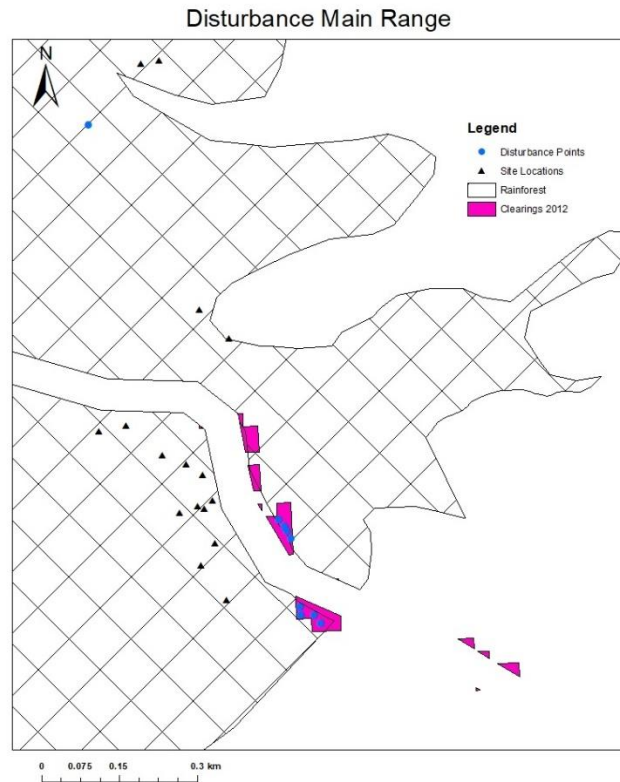 Disturbance Main Range
N
Legend
Disturbance Points
Site Locations
Rainforest
Clearings 2012
0 0.075 0.15 0.3 km